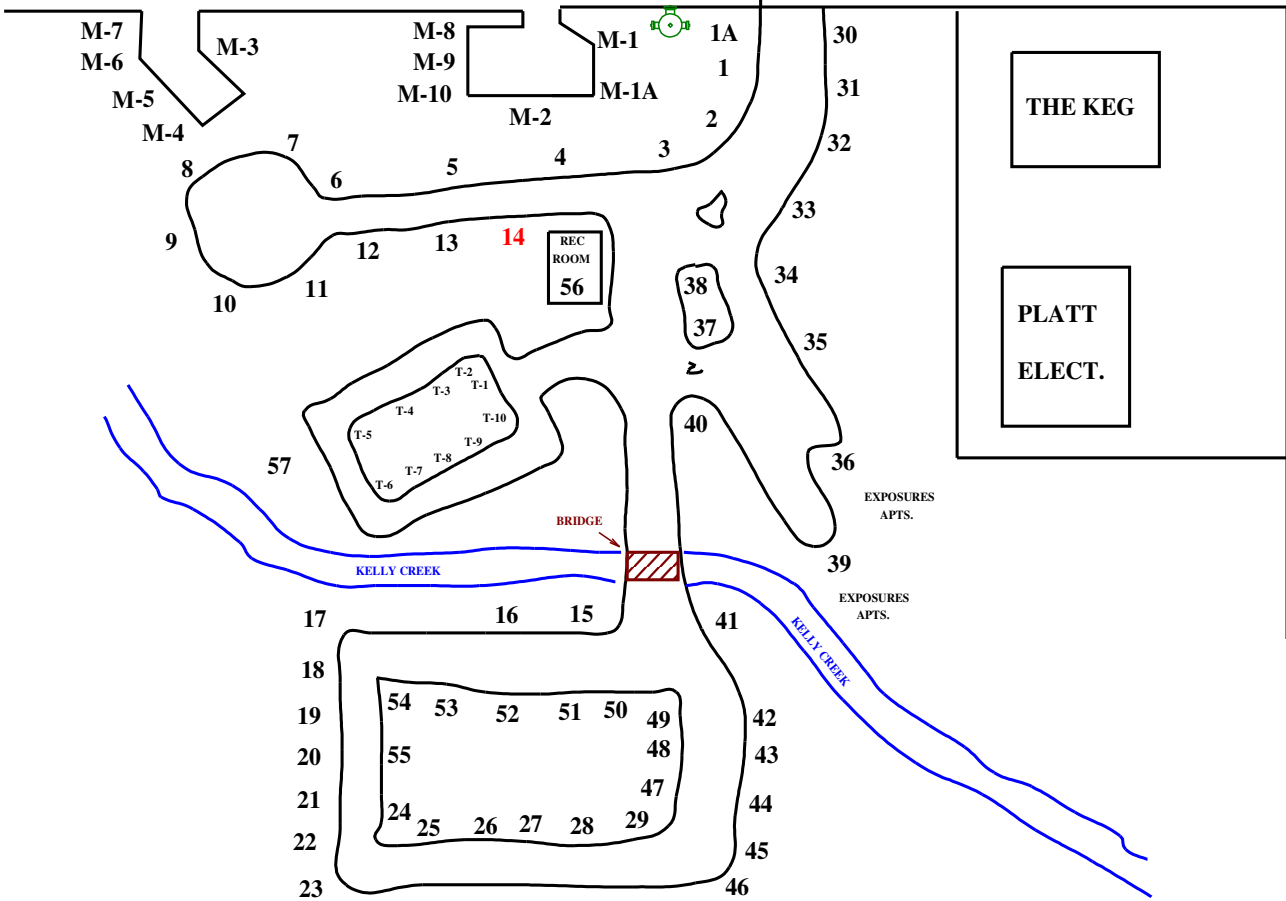 M-7
M-3
M-8
M-1
1A
30
M-6
M-9
1
M-5
M-10
M-1A
31
THE KEG
M-4
M-2
2
32
7
3
8
6
5
4
33
9
12
13
14
REC
ROOM
56
10
11
38
34
37
35
PLATT
ELECT.
T-2
T-1
T-3
T-4
T-10
T-5
T-9
T-8
T-7
T-6
57
40
36
EXPOSURES
APTS.
BRIDGE
KELLY CREEK
39
EXPOSURES
APTS.
17
16
15
41
KELLY CREEK
18
54
53
52
51
50
49
42
19
20
55
48
43
21
24
47
44
22
25
26
27
28
29
45
23
46